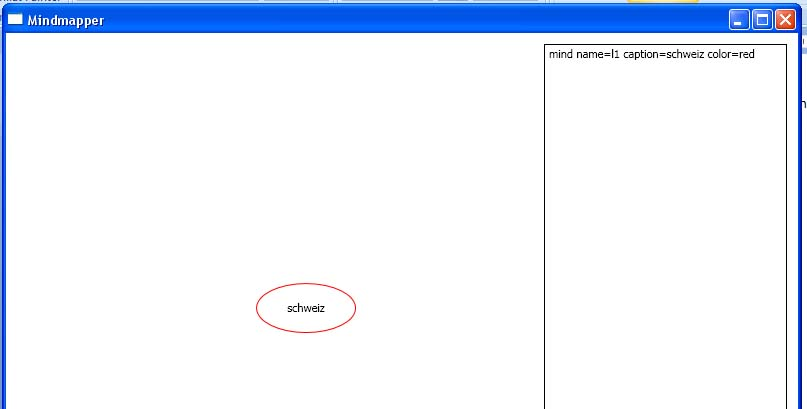 Mindmapper
mind name=l1 caption=schweiz color=red
schweiz